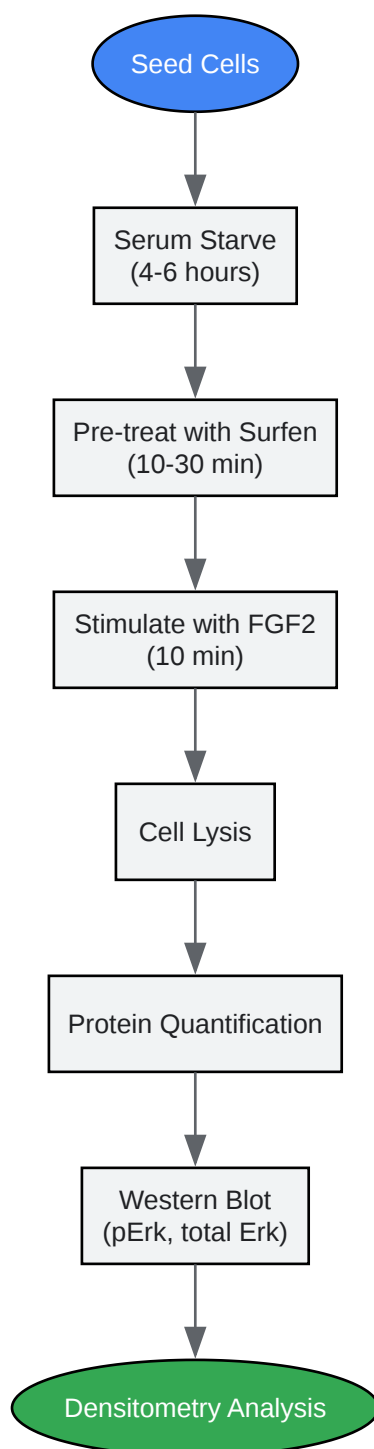 Seed Cells
Serum Starve
(4-6 hours)
Pre-treat with Surfen
(10-30 min)
Stimulate with FGF2
(10 min)
Cell Lysis
Protein Quantification
Western Blot
(pErk, total Erk)
Densitometry Analysis